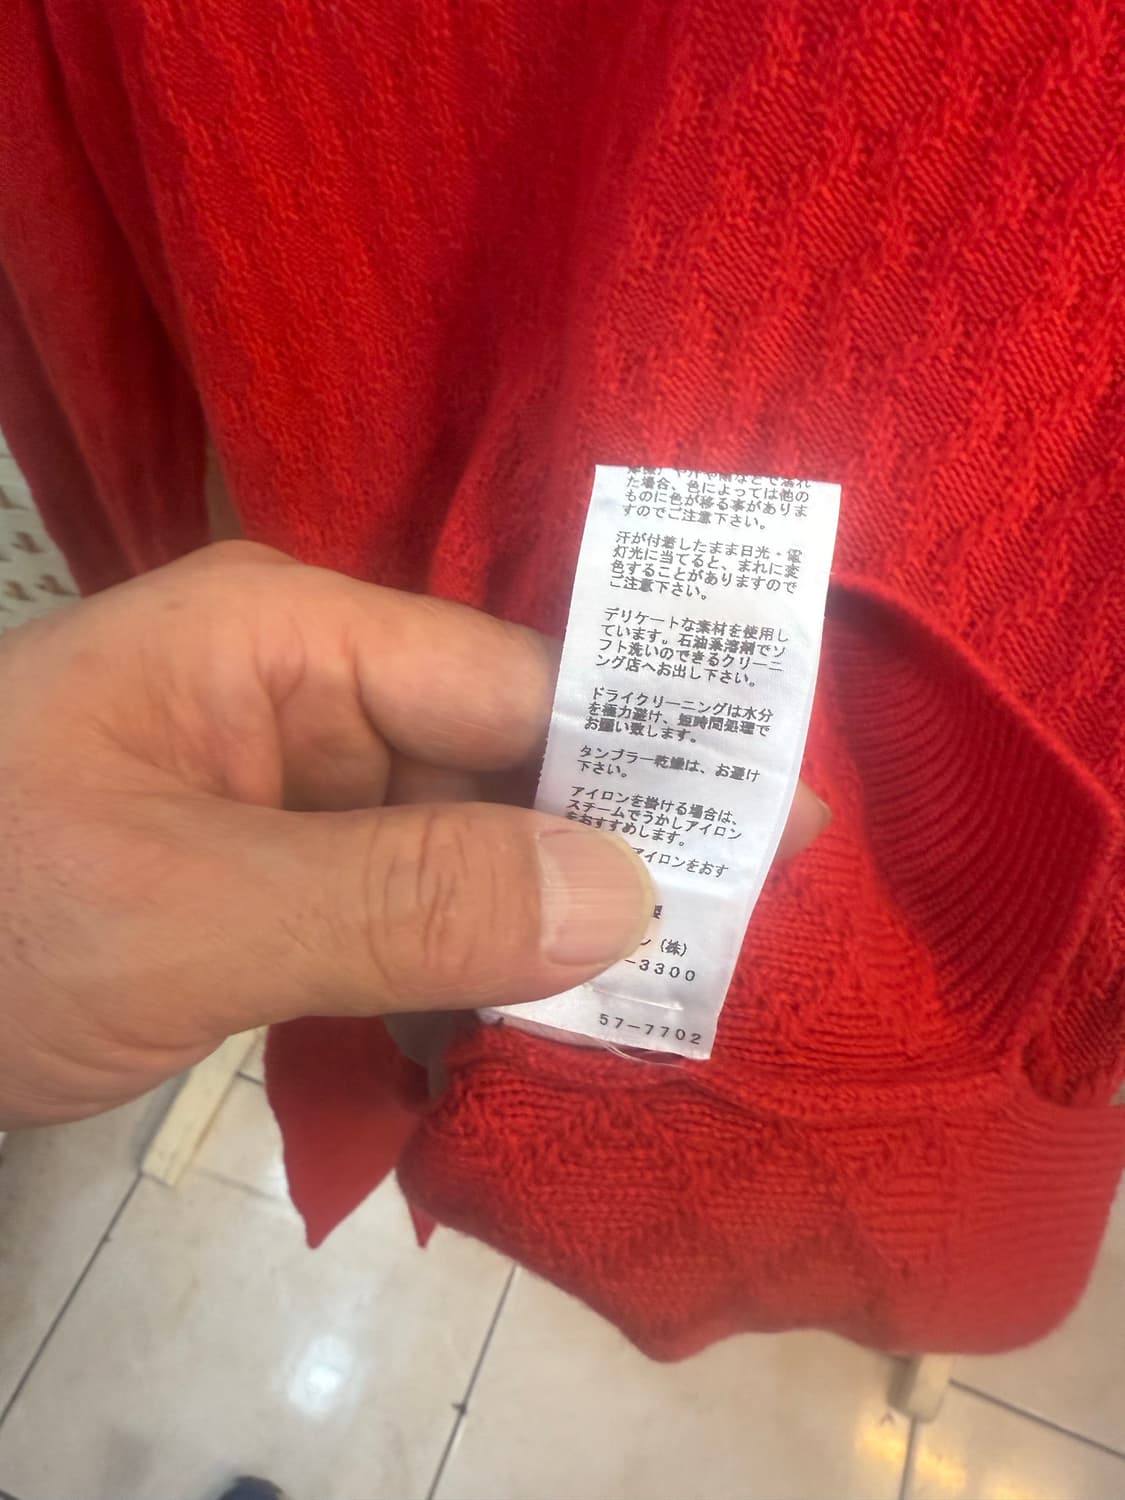 た場合、色によっては他の
ものに色が移る事がありま
すのでご注意下さい。
汗が付着したまま日光・電
灯光に当てると、まれに変
色することがありますので
ご注意下さい。
デリケートな素材を使用し
ています。石油系溶剤でソ
フト洗いのできるクリーニ
ング店へお出し下さい。
ドライクリーニングは水分
を極力避け、短時間処理で
お願い致します。
タンブラー乾燥は、お避け
下さい。
アイロンを掛ける場合は、
スチームでうかしアイロン
をおすすめします。
アイロンをおす
ン(株)
-3300
57-7702